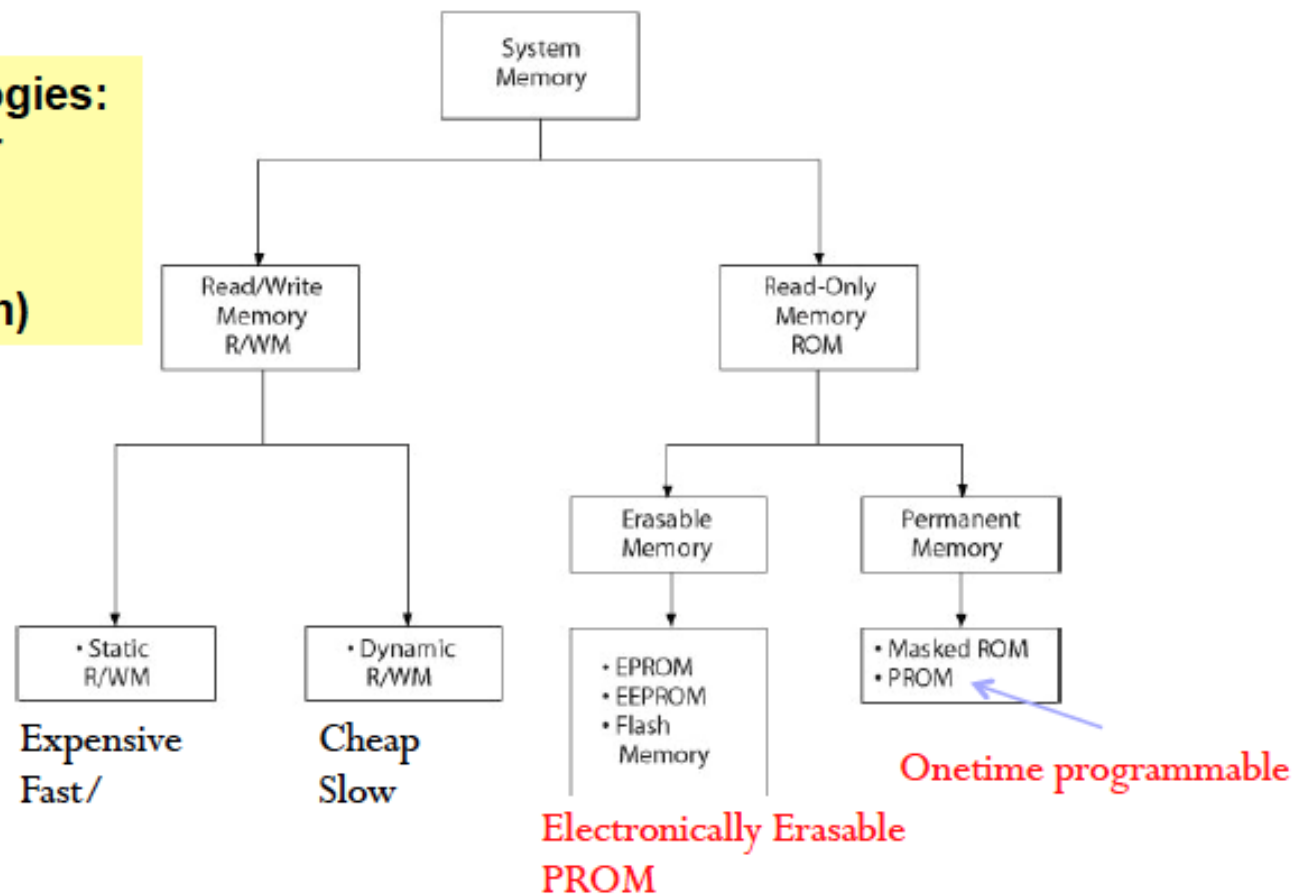 System
Memory
ogies:
n)
Read/Write
Memory
R/WM
Read-Only
Memory
ROM
Erasable
Memory
Permanent
Memory
• Static
R/WM
• Dynamic
R/WM
• EPROM
• EEPROM
• Flash
Memory
• Masked ROM
• PROM
Expensive
Fast/
Cheap
Slow
Onetime programmable
Electronically Erasable
PROM